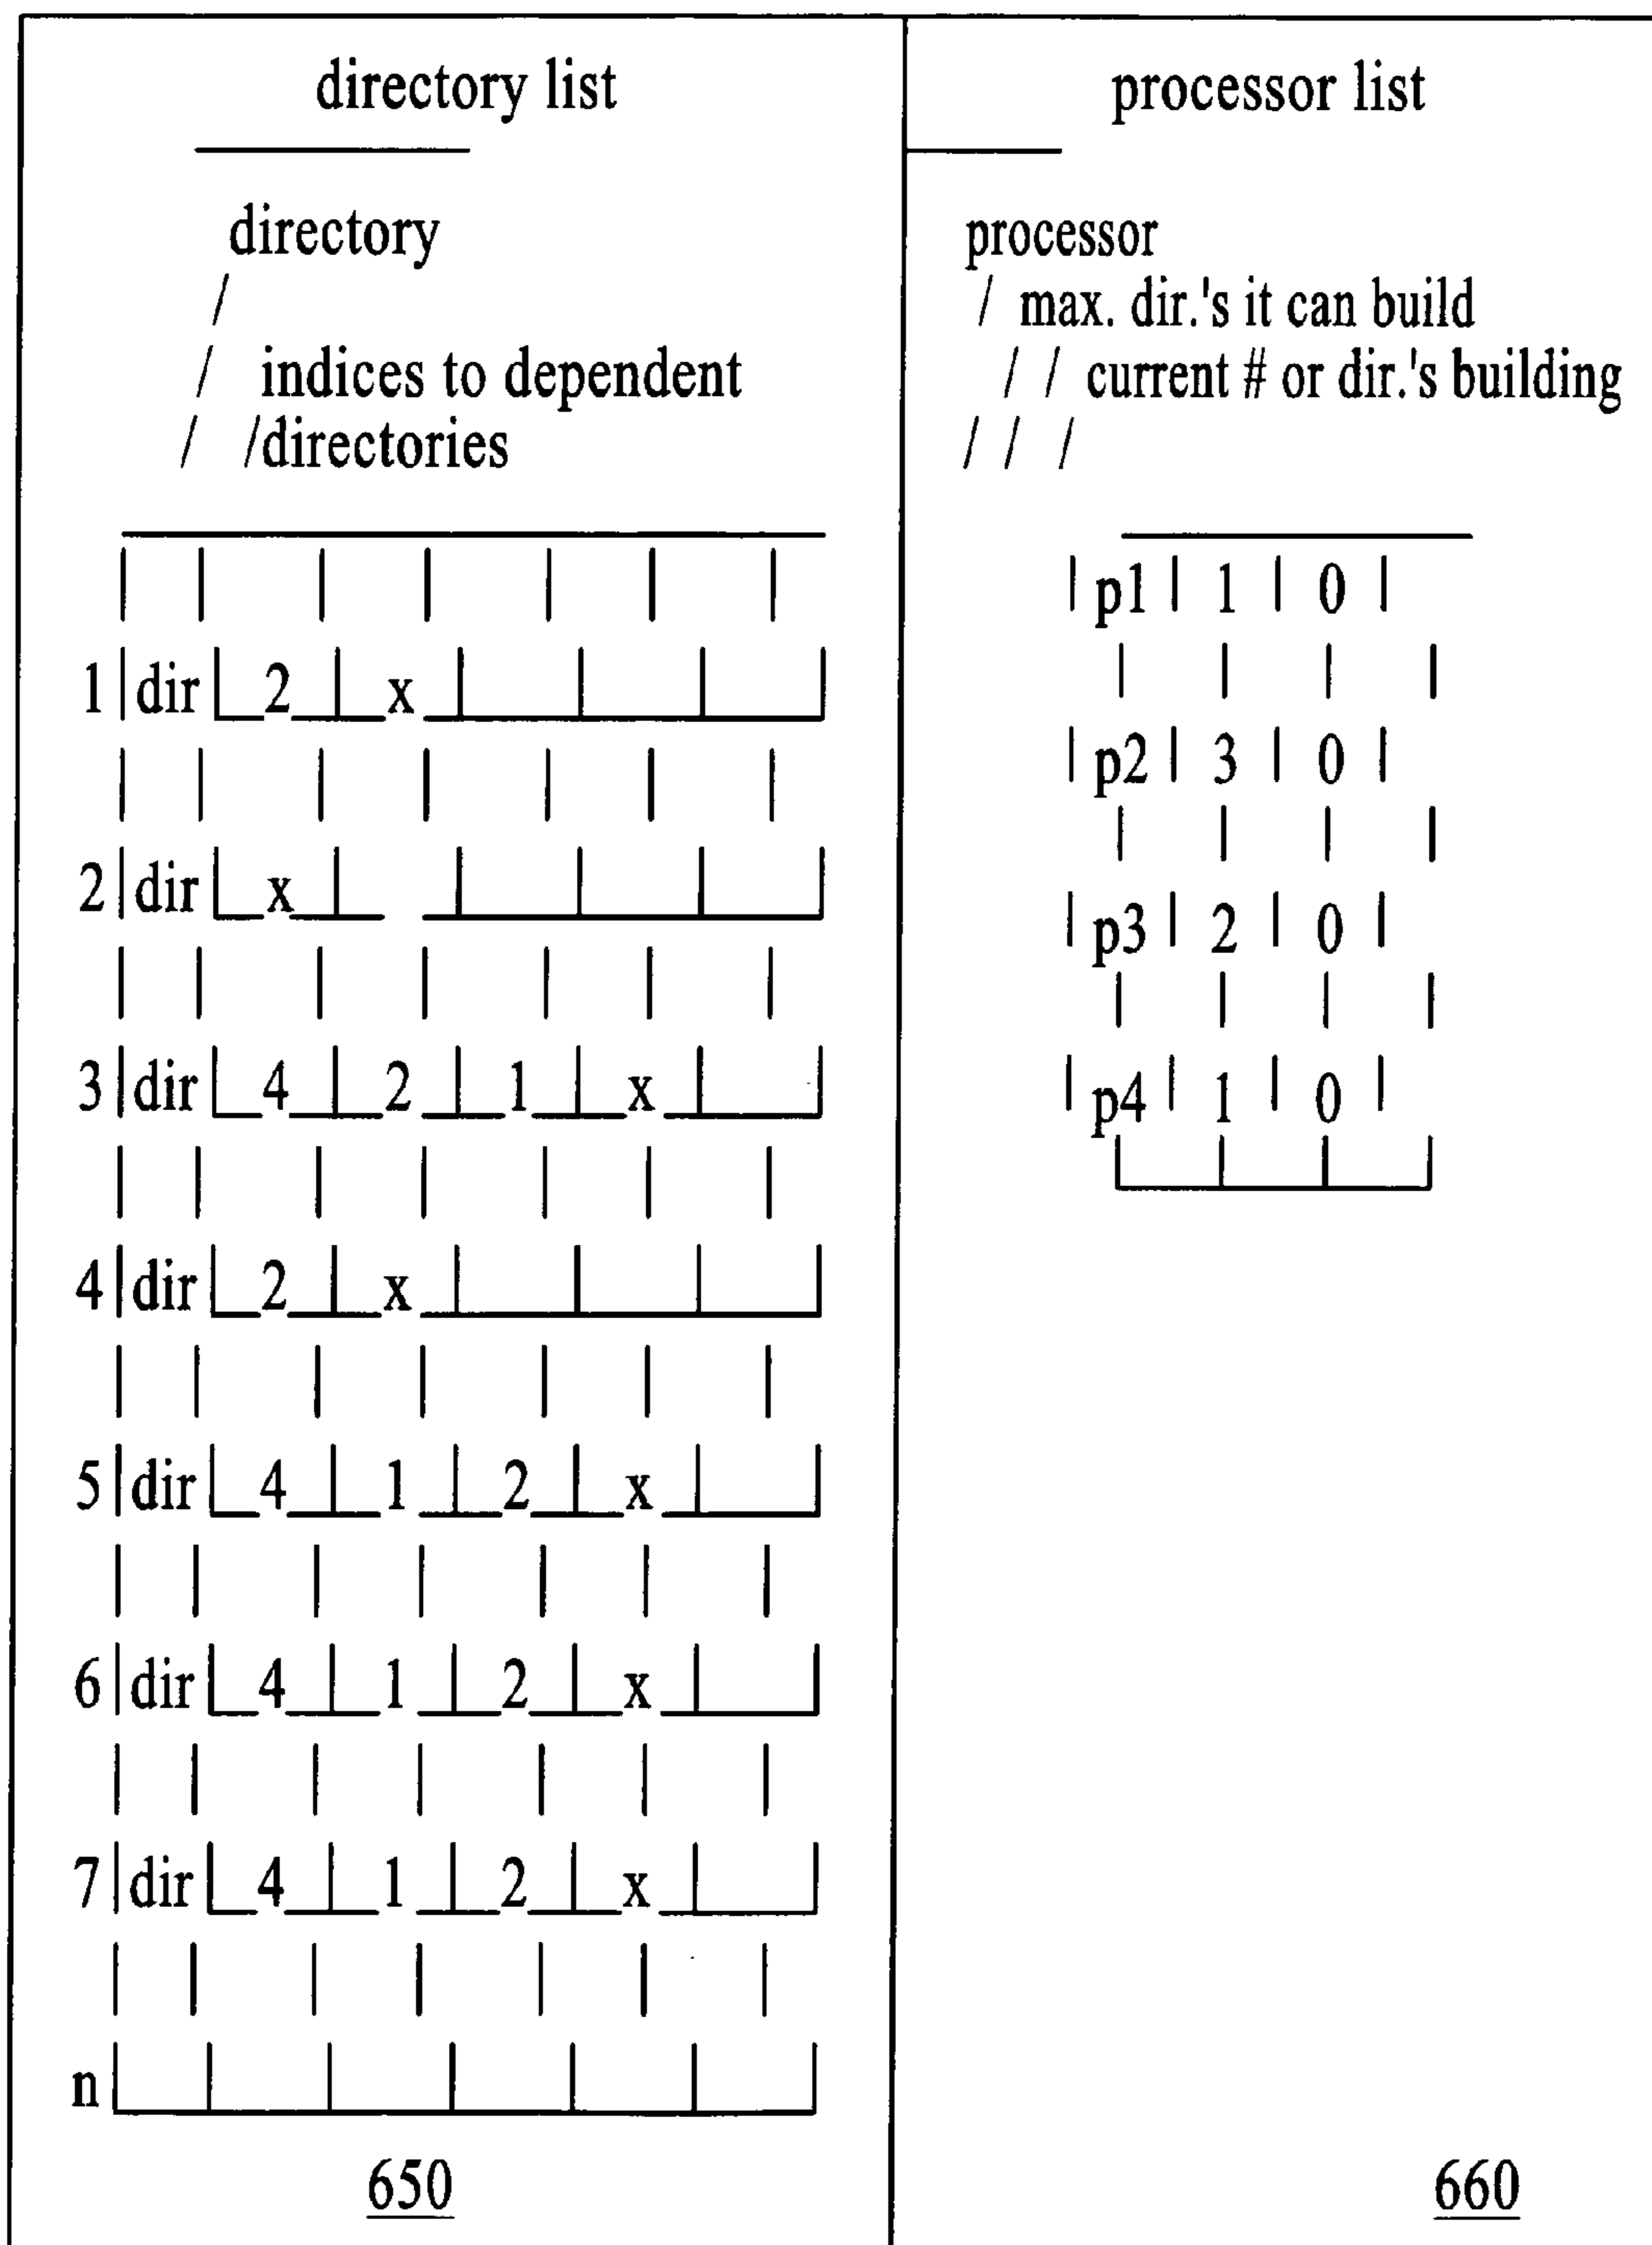 directory list
directory
/
/ indices to dependent
/ /directories
1 | dir | 2 | x | | | |
2 | dir | x | | | | |
3 | dir | 4 | 2 | 1 | x | |
4 | dir | 2 | x | | | |
5 | dir | 4 | 1 | 2 | x | |
6 | dir | 4 | 1 | 2 | x | |
7 | dir | 4 | 1 | 2 | x | |
n
650
processor list
processor
/ max. dir.'s it can build
/ / current # or dir.'s building
/ / /
| p1 | 1 | 0 |
| p2 | 3 | 0 |
| p3 | 2 | 0 |
| p4 | 1 | 0 |
660